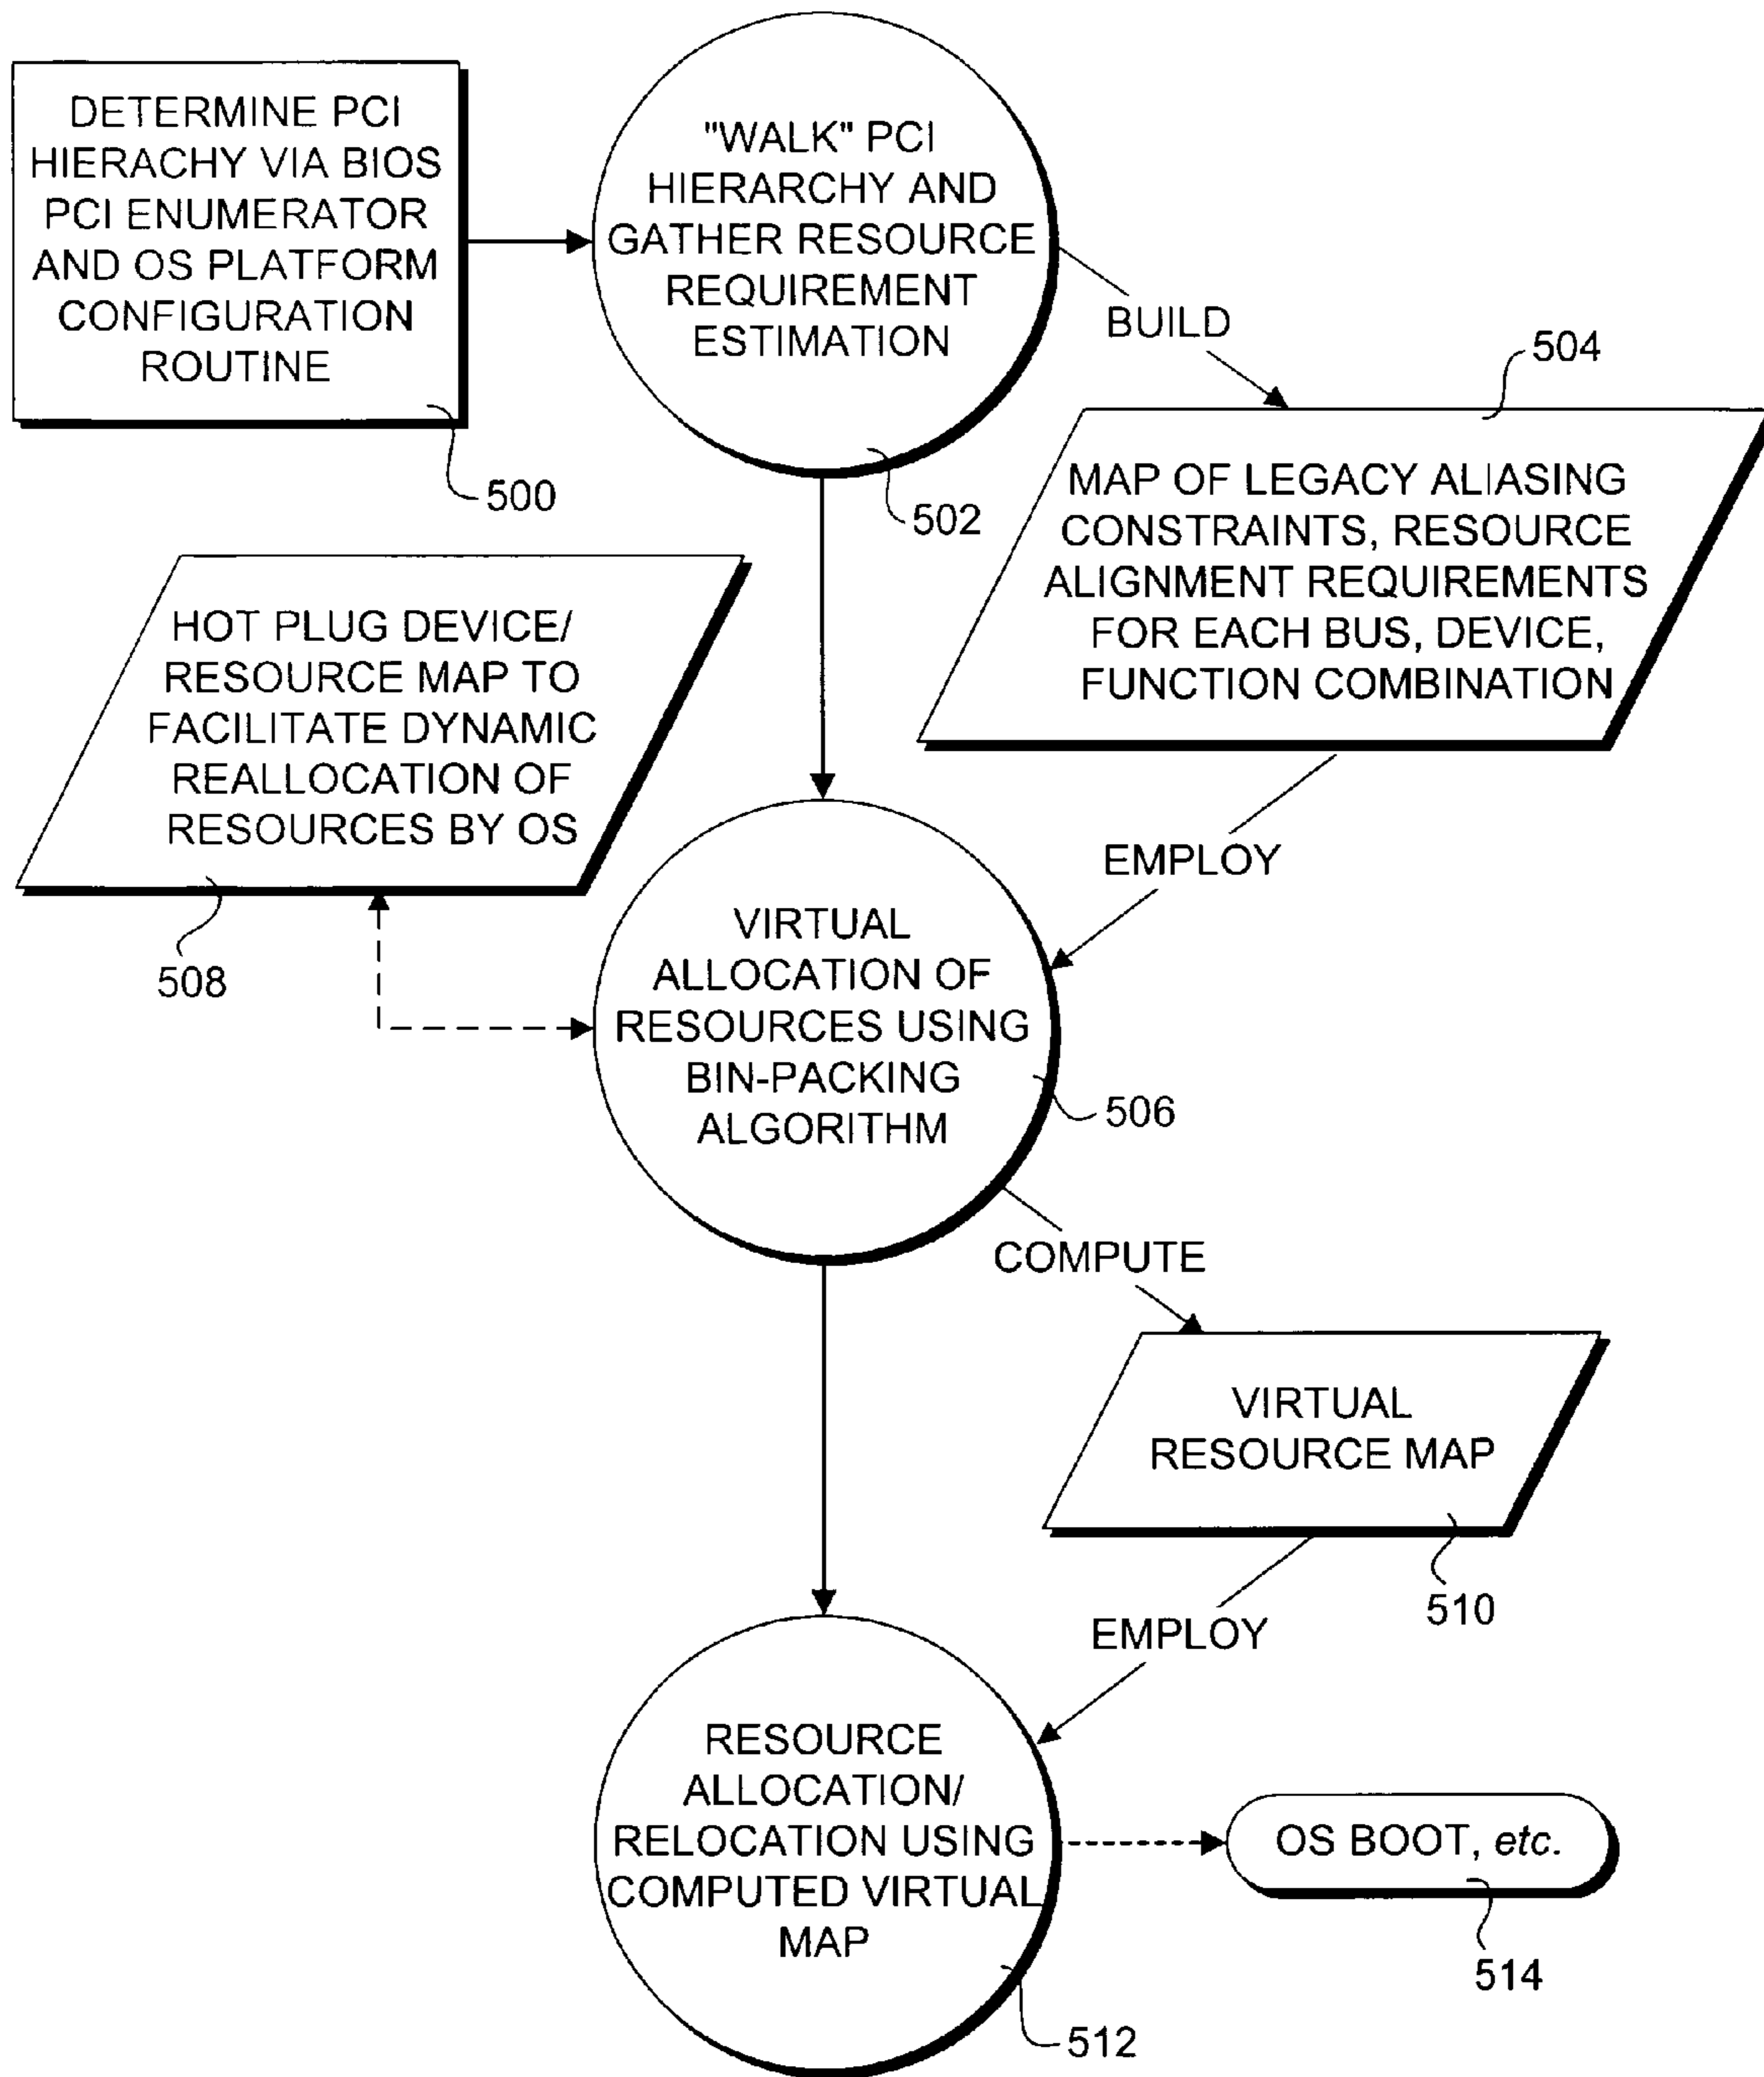 DETERMINE PCI
HIERACHY VIA BIOS
PCI ENUMERATOR
AND OS PLATFORM
CONFIGURATION
ROUTINE
500
"WALK" PCI
HIERARCHY AND
GATHER RESOURCE
REQUIREMENT
ESTIMATION
502
BUILD
504
MAP OF LEGACY ALIASING
CONSTRAINTS, RESOURCE
ALIGNMENT REQUIREMENTS
FOR EACH BUS, DEVICE,
FUNCTION COMBINATION
HOT PLUG DEVICE/
RESOURCE MAP TO
FACILITATE DYNAMIC
REALLOCATION OF
RESOURCES BY OS
508
EMPLOY
VIRTUAL
ALLOCATION OF
RESOURCES USING
BIN-PACKING
ALGORITHM
506
COMPUTE
VIRTUAL
RESOURCE MAP
510
EMPLOY
RESOURCE
ALLOCATION/
RELOCATION USING
COMPUTED VIRTUAL
MAP
512
OS BOOT, etc.
514